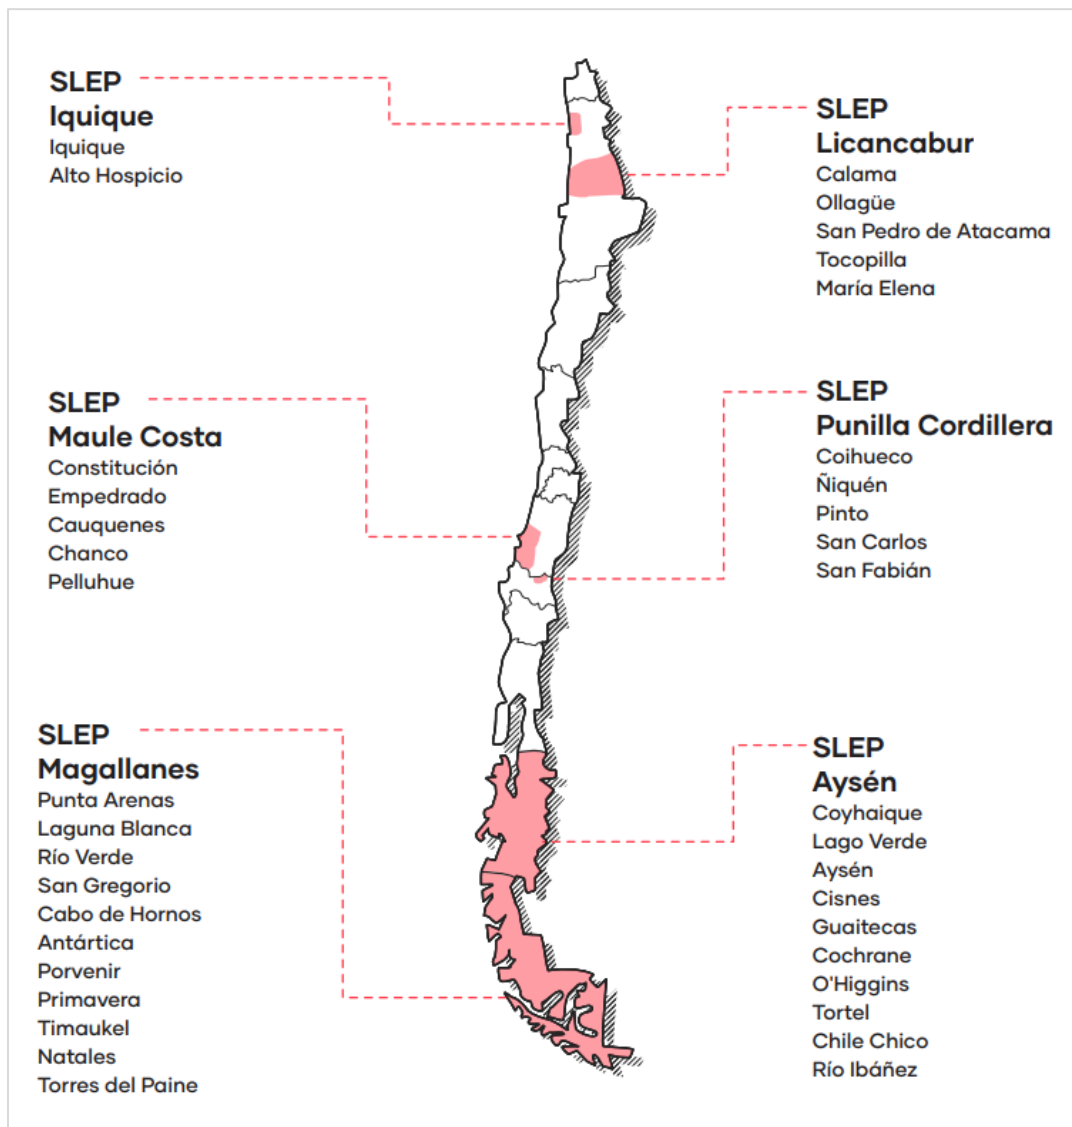 SLEP
Iquique
Iquique
Alto Hospicio
SLEP
Licancabur
Calama
Ollagüe
San Pedro de Atacama
Tocopilla
María Elena
SLEP
Maule Costa
Constitución
Empedrado
Cauquenes
Chanco
Pelluhue
SLEP
Punilla Cordillera
Coihueco
Ñiquén
Pinto
San Carlos
San Fabián
SLEP
Magallanes
Punta Arenas
Laguna Blanca
Río Verde
San Gregorio
Cabo de Hornos
Antártica
Porvenir
Primavera
Timaukel
Natales
Torres del Paine
SLEP
Aysén
Coyhaique
Lago Verde
Aysén
Cisnes
Guaitecas
Cochrane
O'Higgins
Tortel
Chile Chico
Río Ibáñez